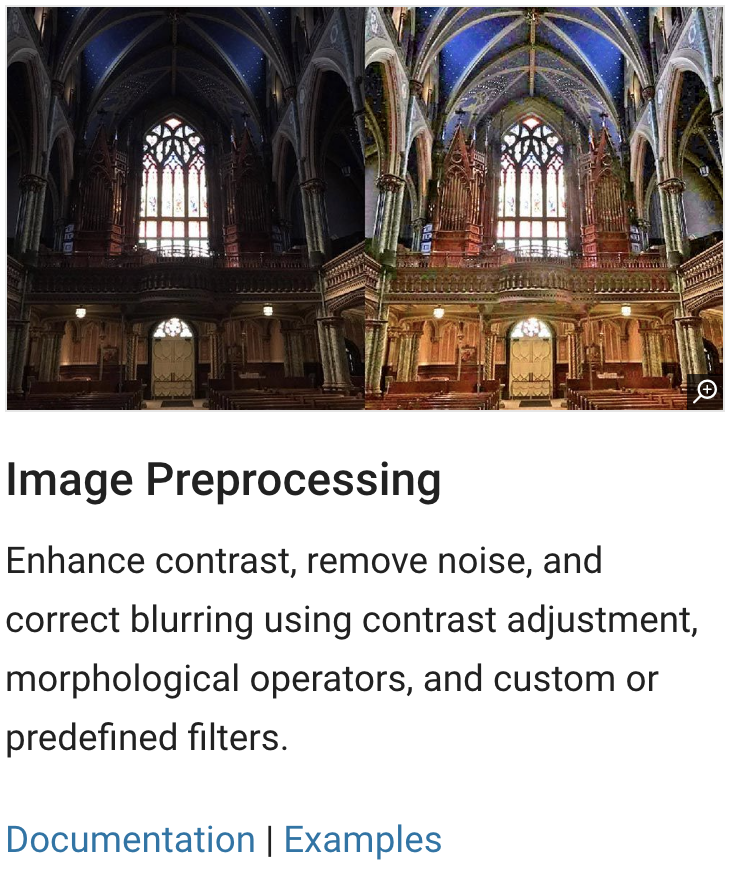 Image Preprocessing
Enhance contrast, remove noise, and
correct blurring using contrast adjustment,
morphological operators, and custom or
predefined filters.
Documentation | Examples